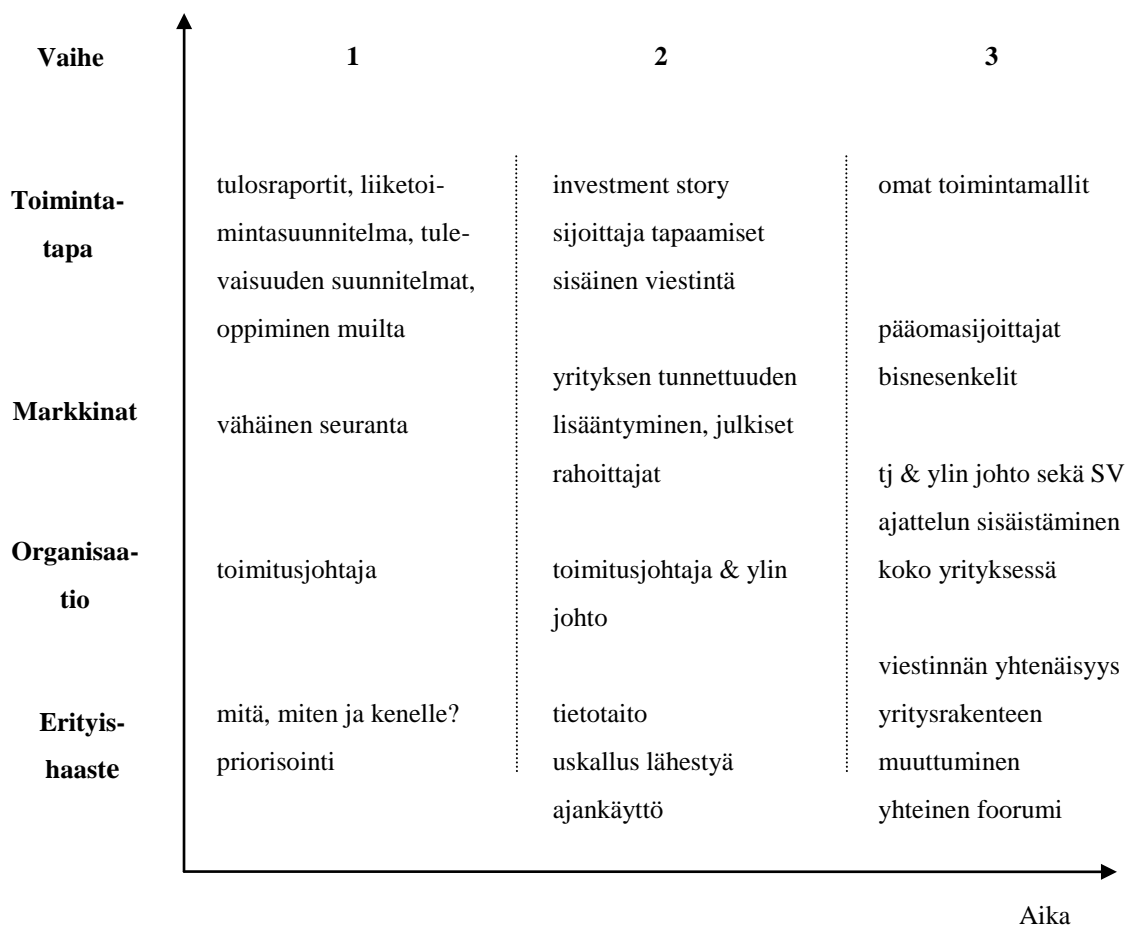 Vaihe 1 2 3
Toiminta-
tapa
tulosraportit, liiketoi-
mintasuunnitelma, tule-
vaisuuden suunnitelmat,
oppiminen muilta
investment story
sijoittaja tapaamiset
sisäinen viestintä
omat toimintamallit
Markkinat
vähäinen seuranta
yrityksen tunnettuuden
lisääntyminen, julkiset
rahoittajat
pääomasijoittajat
bisnesenkelit
Organisaa-
tio
toimitusjohtaja
toimitusjohtaja & ylin
johto
tj & ylin johto sekä SV
ajattelun sisäistäminen
koko yrityksessä
Erityis-
haaste
mitä, miten ja kenelle?
priorisointi
tietotaito
uskallus lähestyä
ajankäyttö
viestinnän yhtenäisyys
yritysrakenteen
muuttuminen
yhteinen foorumi
Aika